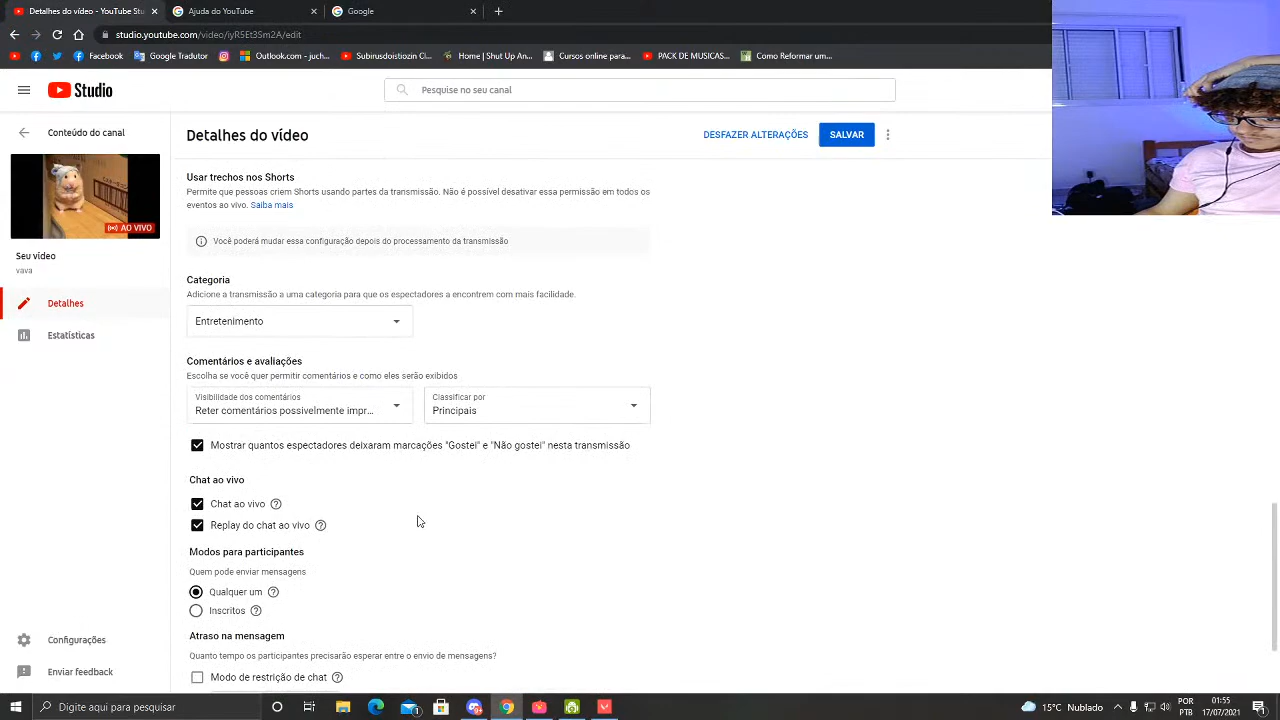 Detalhes do vídeo - YouTube Stu
Ajuda do YouTube
Google
studio.youtube.com/video/iyR5Et3Sm2A/edit
Facebook
Google Tradutor
Outlook.com - juch...
Subirusdoistiozin Gl...
Home | Shut Up An...
Cursos online para...
PACK DE MUSICAS...
Como Reformar um...
Studio
Pesquise no seu canal
Conteúdo do canal
Detalhes do vídeo
DESFAZER ALTERAÇÕES
SALVAR
AO VIVO
Seu vídeo
vava
Detalhes
Estatísticas
Configurações
Enviar feedback
Usar trechos nos Shorts
Permite que pessoas criem Shorts usando partes da transmissão. Não é possível desativar essa permissão em todos os
eventos ao vivo. Saiba mais
Você poderá mudar essa configuração depois do processamento da transmissão
Categoria
Adicione a transmissão a uma categoria para que os espectadores a encontrem com mais facilidade.
Entretenimento
Comentários e avaliações
Escolha se você quer permitir comentários e como eles serão exibidos
Visibilidade dos comentários
Reter comentários possivelmente impr...
Classificar por
Principais
Mostrar quantos espectadores deixaram marcações "Gostei" e "Não gostei" nesta transmissão
Chat ao vivo
Chat ao vivo
Replay do chat ao vivo
Modos para participantes
Quem pode enviar mensagens
Qualquer um
Inscritos
Atraso na mensagem
Quanto tempo os participantes precisarão esperar entre o envio de mensagens?
Modo de restrição de chat
Digite aqui para pesquisar
15°C Nublado
POR
PTB
01:55
17/07/2021